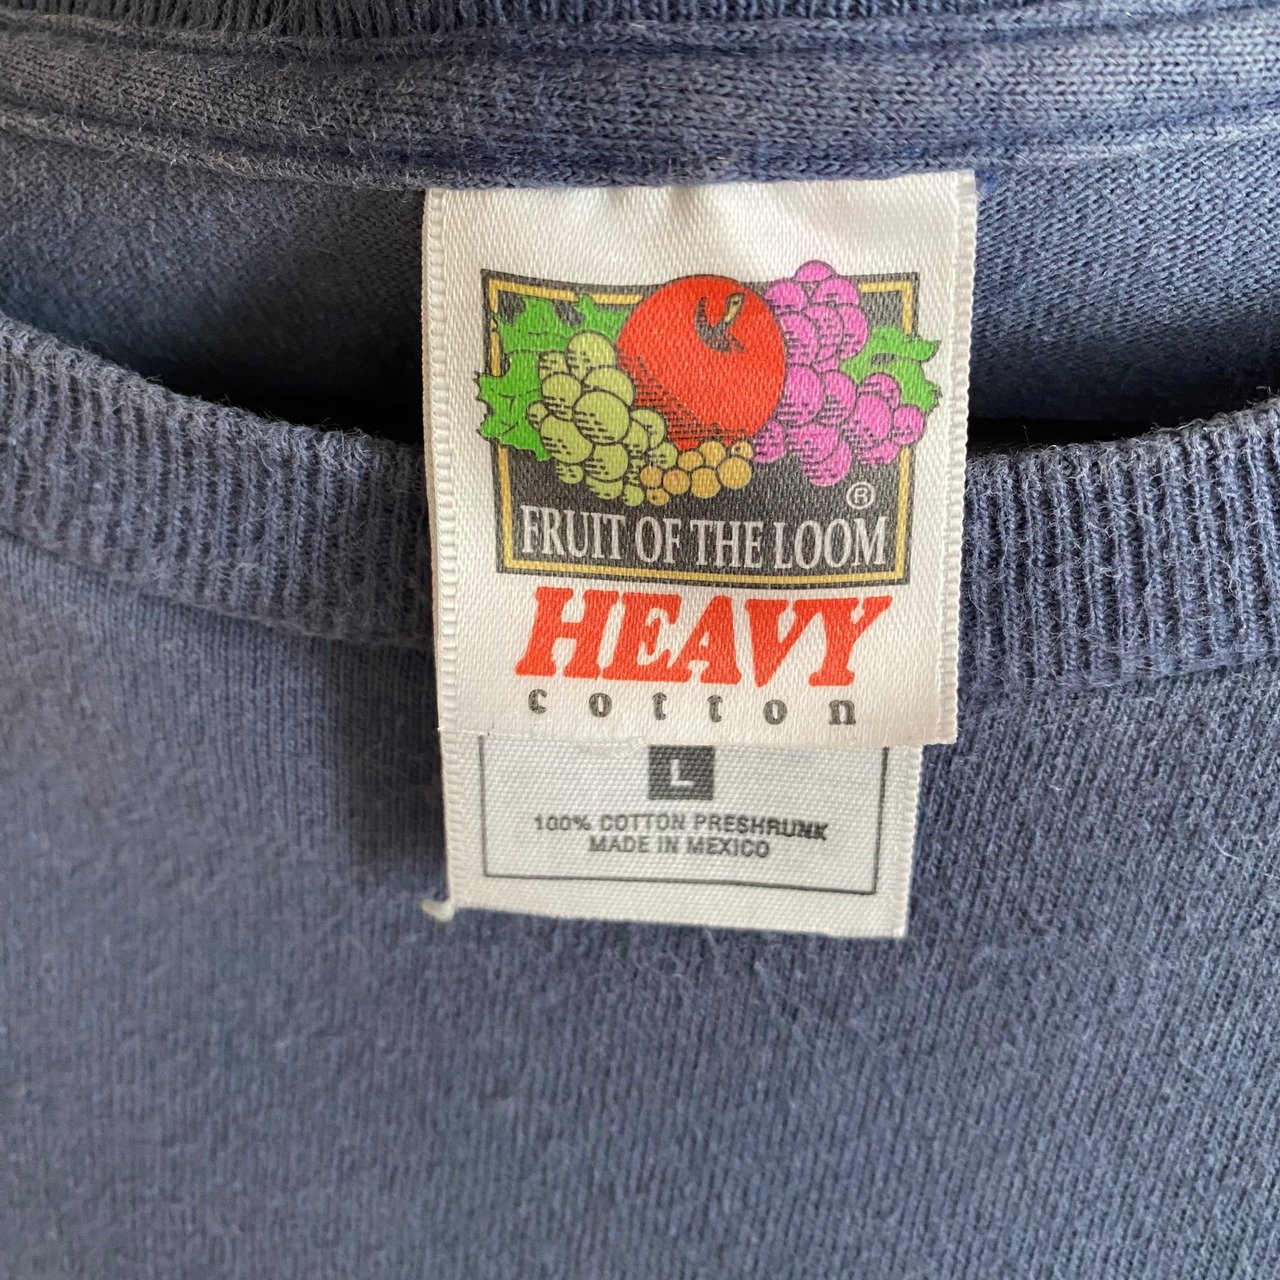 ®
FRUIT OF THE LOOM
HEAVY
cotton
L
100% COTTON PRESHRUNK
MADE IN MEXICO